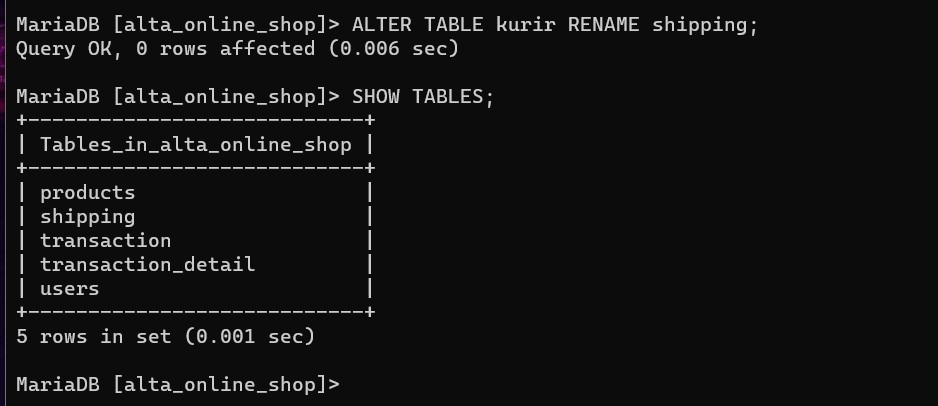 MariaDB [alta_online_shop]> ALTER TABLE kurir RENAME shipping;
Query OK, 0 rows affected (0.006 sec)

MariaDB [alta_online_shop]> SHOW TABLES;
+----------------------------+
| Tables_in_alta_online_shop |
+----------------------------+
| products                   |
| shipping                   |
| transaction                |
| transaction_detail         |
| users                      |
+----------------------------+
5 rows in set (0.001 sec)

MariaDB [alta_online_shop]>